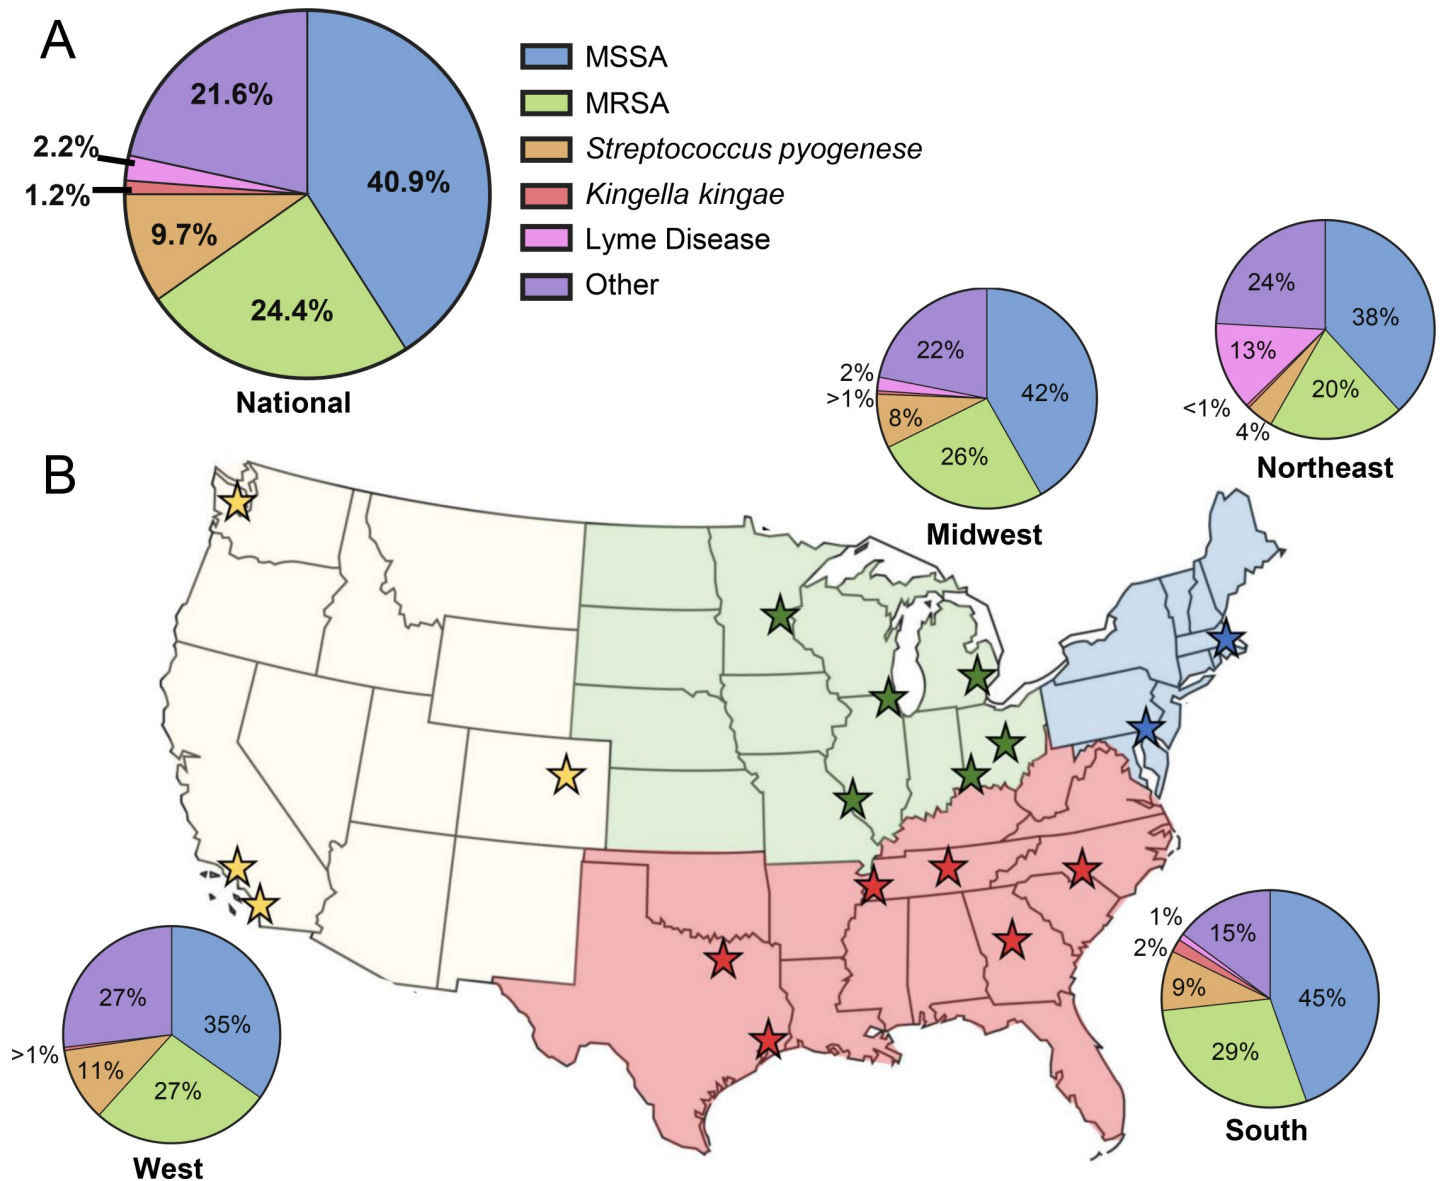 A
21.6%
2.2%
1.2%
9.7%
24.4%
40.9%
National
MSSA
MRSA
Streptococcus pyogenese
Kingella kingae
Lyme Disease
Other
22%
2%
>1%
8%
26%
42%
Midwest
24%
13%
<1%
4%
20%
38%
Northeast
B
27%
>1%
11%
27%
35%
West
15%
1%
2%
9%
29%
45%
South